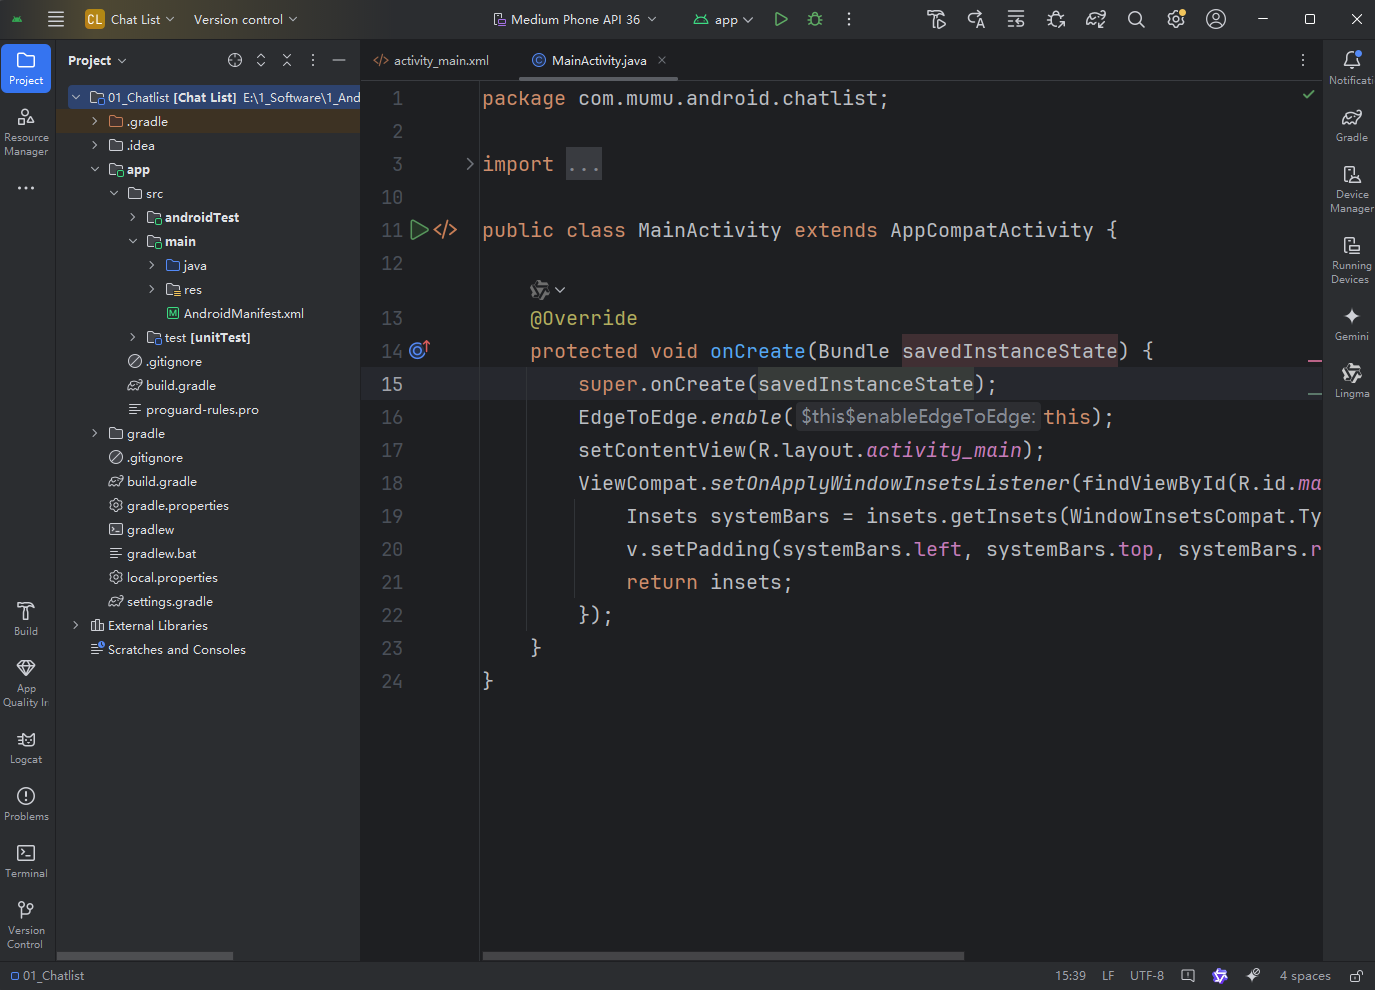 CL Chat List Version control Medium Phone API 36 app
Project
activity_main.xml MainActivity.java
Project
Resource Manager
Build
App Quality In
Logcat
Problems
Terminal
Version Control
01_Chatlist [Chat List] E:\1_Software\1_And
.gradle
.idea
app
src
androidTest
main
java
res
AndroidManifest.xml
test [unitTest]
.gitignore
build.gradle
proguard-rules.pro
gradle
.gitignore
build.gradle
gradle.properties
gradlew
gradlew.bat
local.properties
settings.gradle
External Libraries
Scratches and Consoles
1 package com.mumu.android.chatlist;
2
3 import ...
10
11 public class MainActivity extends AppCompatActivity {
12
13 @Override
14 protected void onCreate(Bundle savedInstanceState) {
15 super.onCreate(savedInstanceState);
16 EdgeToEdge.enable( $this$enableEdgeToEdge: this);
17 setContentView(R.layout.activity_main);
18 ViewCompat.setOnApplyWindowInsetsListener(findViewById(R.id.ma
19 Insets systemBars = insets.getInsets(WindowInsetsCompat.Ty
20 v.setPadding(systemBars.left, systemBars.top, systemBars.r
21 return insets;
22 });
23 }
24 }
Notificati
Gradle
Device Manager
Running Devices
Gemini
Lingma
01_Chatlist 15:39 LF UTF-8 4 spaces